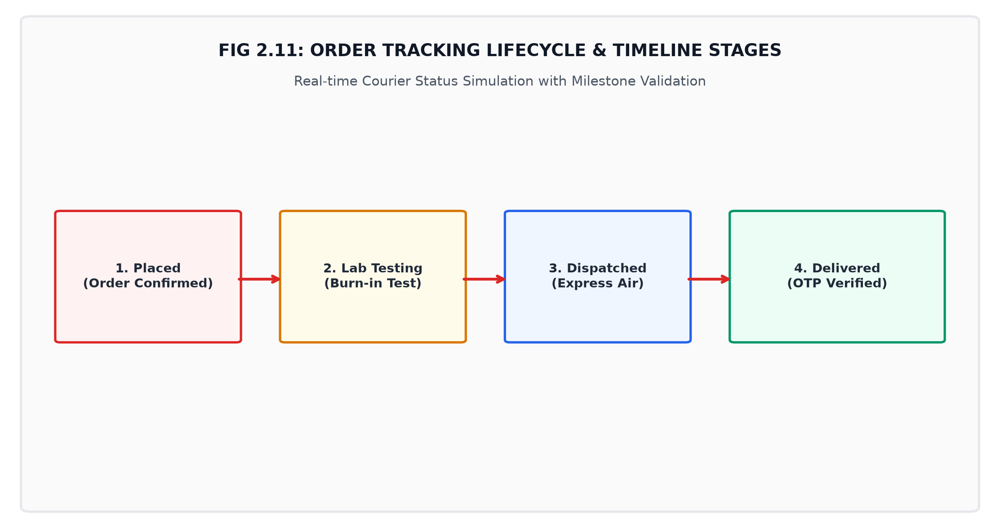 FIG 2.11: ORDER TRACKING LIFECYCLE & TIMELINE STAGES
Real-time Courier Status Simulation with Milestone Validation
1. Placed
(Order Confirmed)
2. Lab Testing
(Burn-in Test)
3. Dispatched
(Express Air)
4. Delivered
(OTP Verified)